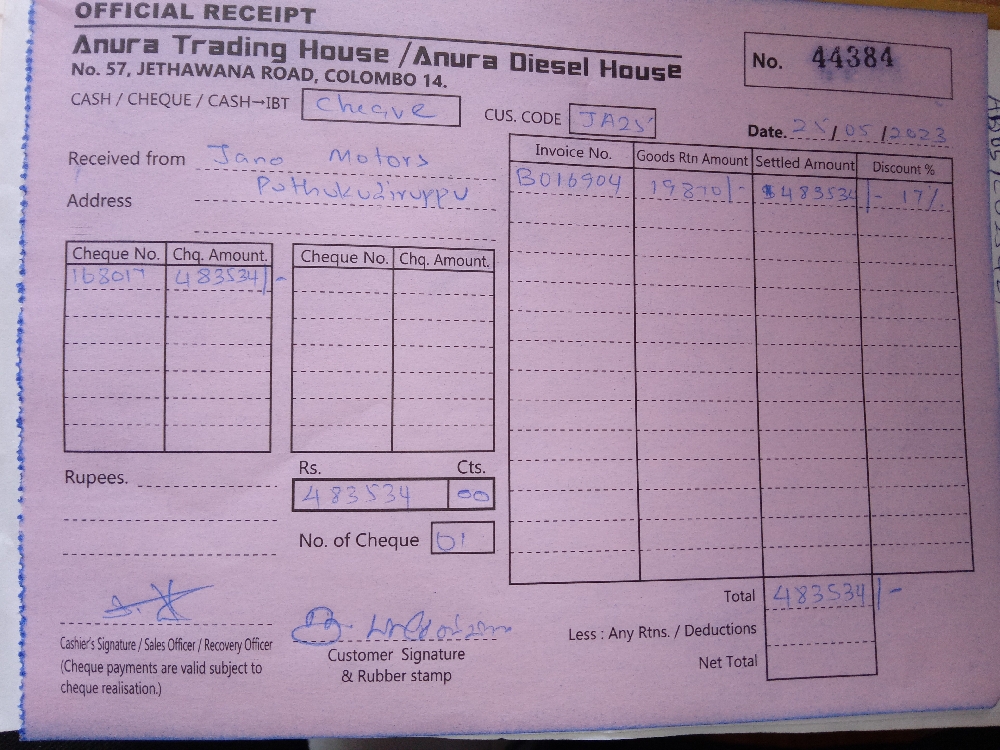 OFFICIAL RECEIPT
Anura Trading House / Anura Diesel House
No. 57, JETHAWANA ROAD, COLOMBO 14.
No. 44384
CASH / CHEQUE / CASH→IBT Cheque
CUS. CODE JA25
Date. 25/05/2023
Received from Jano Motors
Address Puthukudiruppu
Invoice No. Goods Rtn Amount Settled Amount Discount %
B016904 19870/- 483534/- 17%
Cheque No. Chq. Amount. Cheque No. Chq. Amount.
168017 483534/-
Rupees.
Rs. Cts.
483534 00
No. of Cheque 01
Total 483534/-
Less : Any Rtns. / Deductions
Net Total
Cashier's Signature / Sales Officer / Recovery Officer
(Cheque payments are valid subject to
cheque realisation.)
Customer Signature
& Rubber stamp